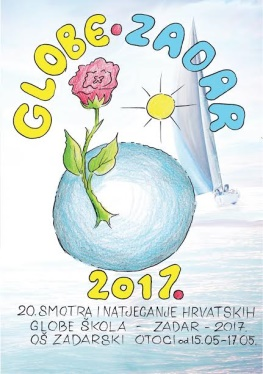 GLOBE • ZADAR
2017.
20. SMOTRA I NATJECANJE HRVATSKIH
GLOBE ŠKOLA - ZADAR - 2017.
OŠ ZADARSKI OTOCI od 15.05-17.05.